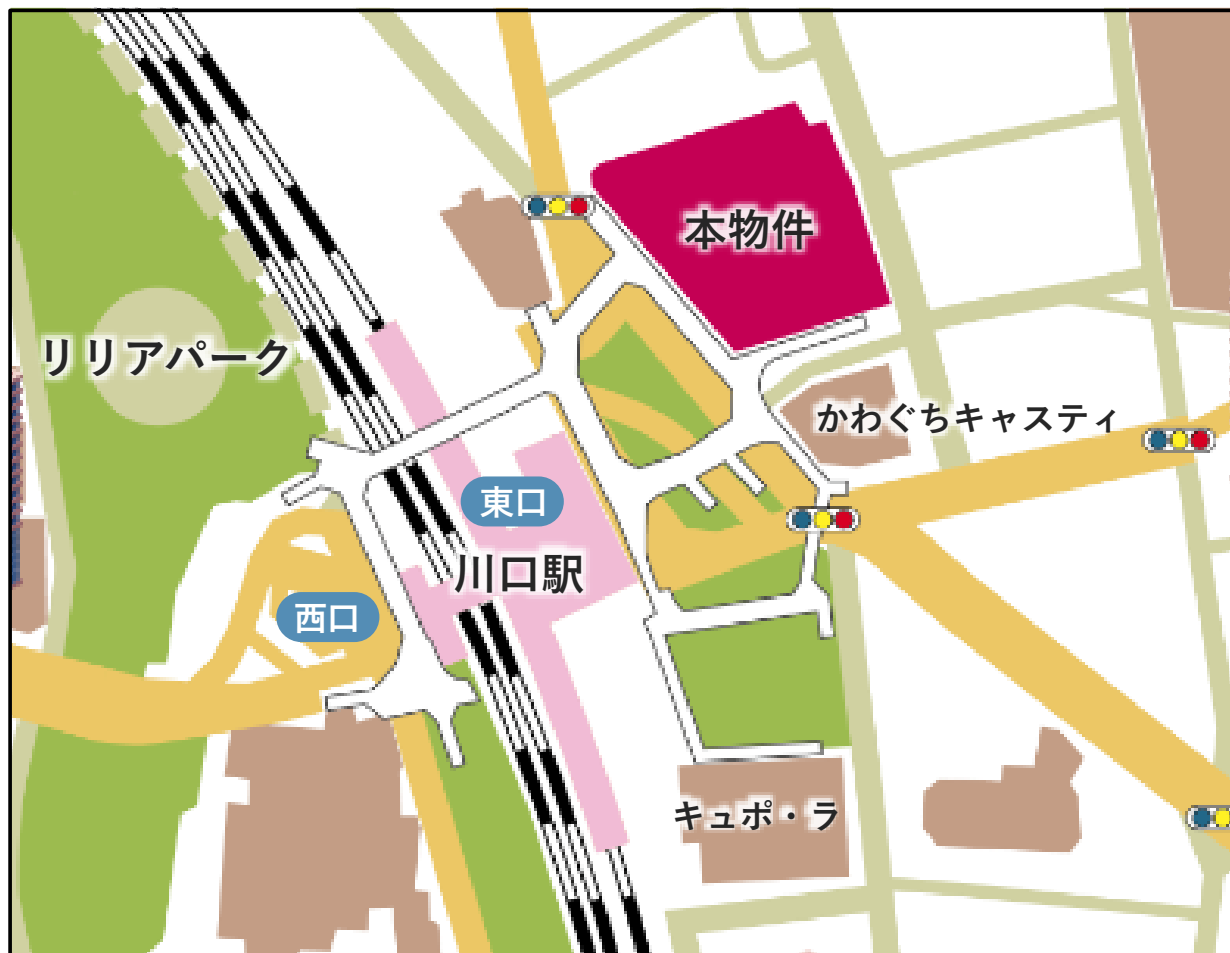 本物件
リリアパーク
かわぐちキャスティ
東口
川口駅
西口
キュポ・ラ